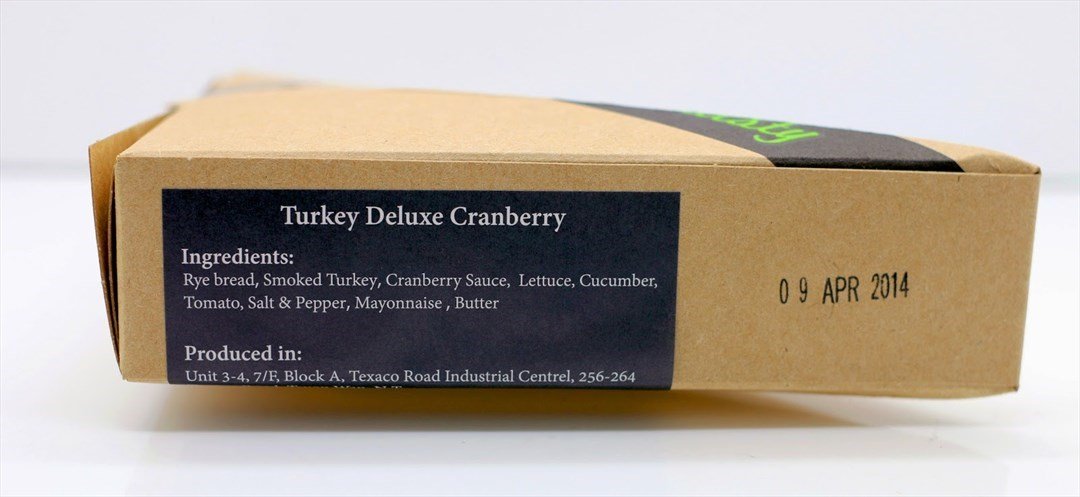 Turkey Deluxe Cranberry
Ingredients:
Rye bread, Smoked Turkey, Cranberry Sauce, Lettuce, Cucumber,
Tomato, Salt & Pepper, Mayonnaise , Butter
Produced in:
Unit 3-4, 7/F, Block A, Texaco Road Industrial Centrel, 256-264
09 APR 2014